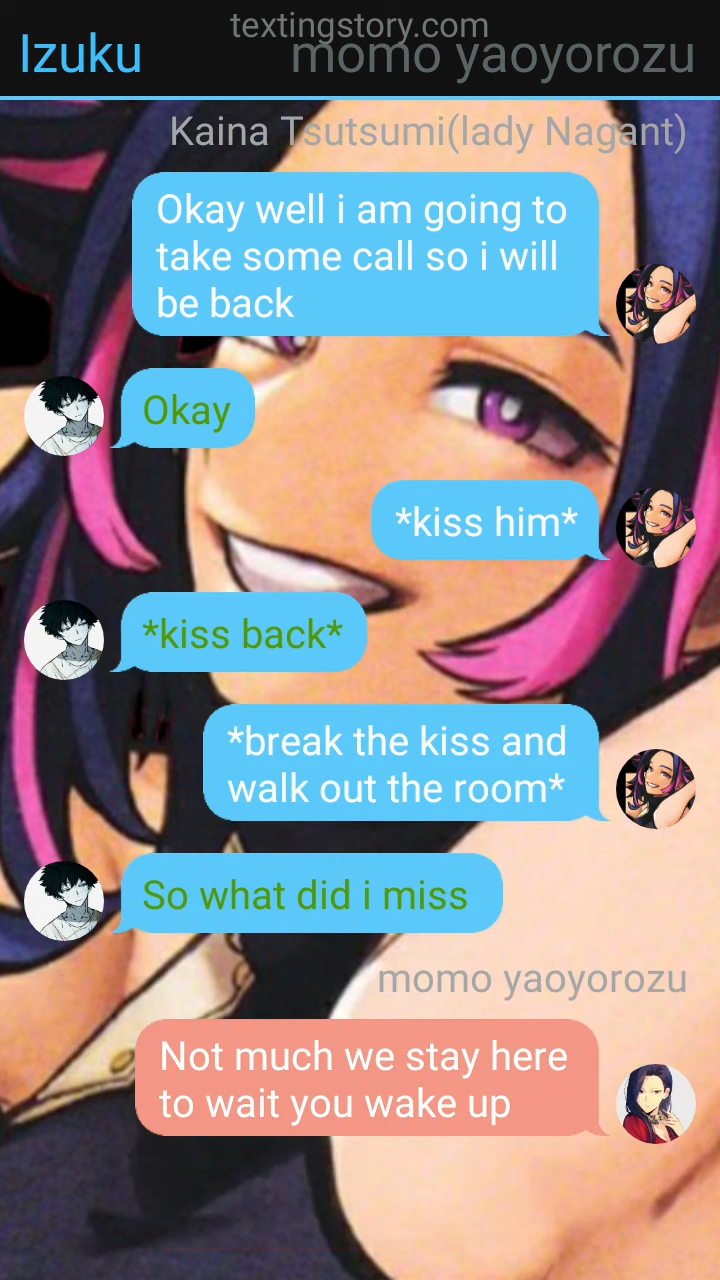 textingstory.com
Izuku
momo yaoyorozu
Kaina Tsutsumi(lady Nagant)
Okay well i am going to
take some call so i will
be back
Okay
*kiss him*
*kiss back*
*break the kiss and
walk out the room*
So what did i miss
momo yaoyorozu
Not much we stay here
to wait you wake up